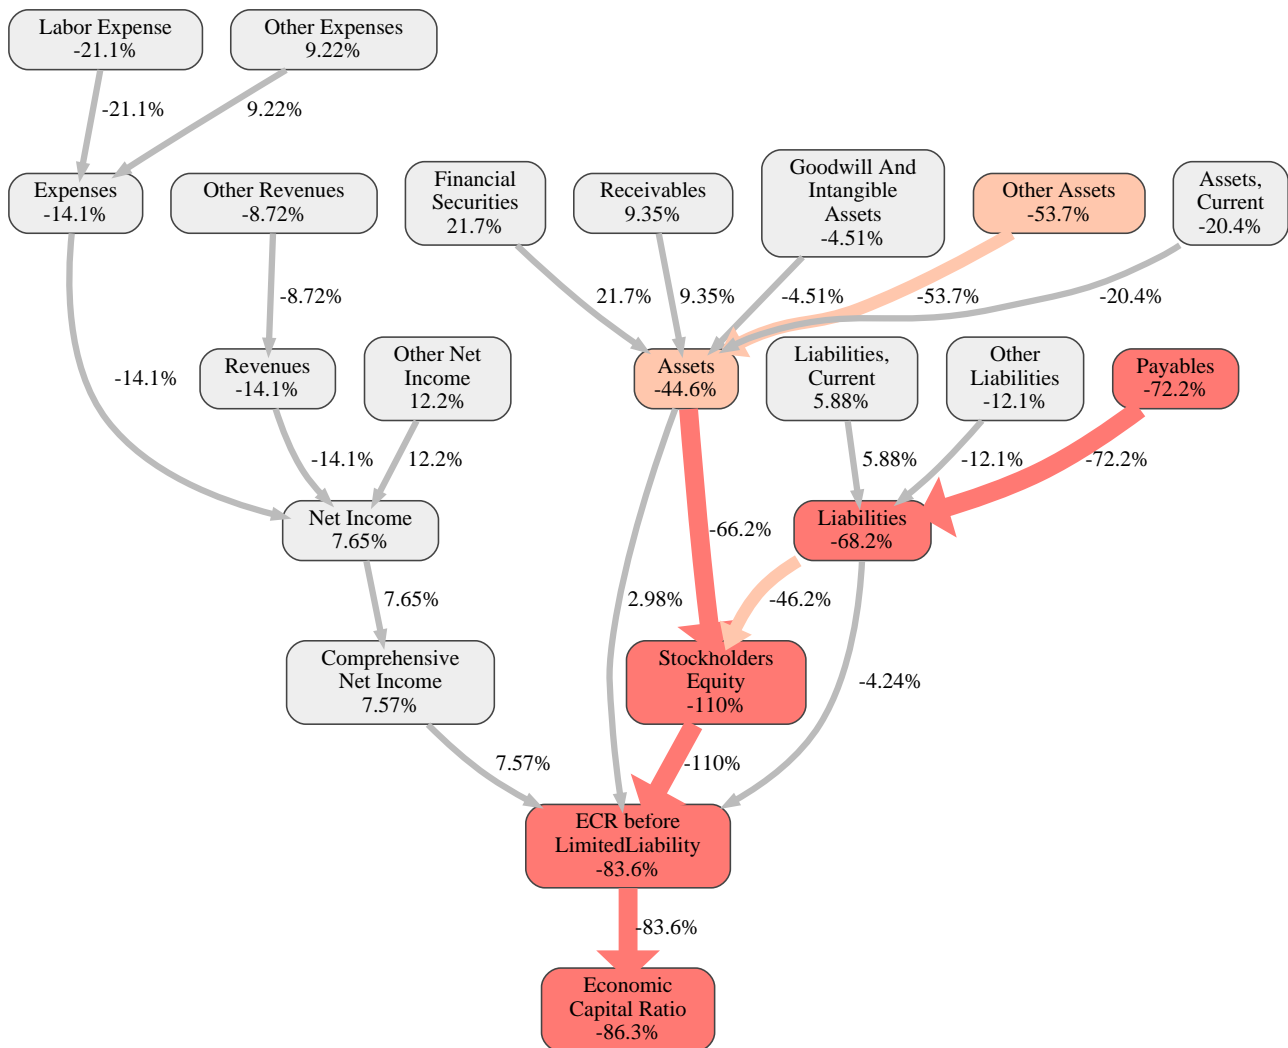 Labor Expense
-21.1%
Other Expenses
9.22%
-21.1%
9.22%
Expenses
-14.1%
Other Revenues
-8.72%
Financial
Securities
21.7%
Receivables
9.35%
Goodwill And
Intangible
Assets
-4.51%
Other Assets
-53.7%
Assets,
Current
-20.4%
-8.72%
21.7%
9.35%
-4.51%
-53.7%
-20.4%
-14.1%
Revenues
-14.1%
Other Net
Income
12.2%
Assets
-44.6%
Liabilities,
Current
5.88%
Other
Liabilities
-12.1%
Payables
-72.2%
-14.1%
12.2%
5.88%
-12.1%
-72.2%
Net Income
7.65%
-66.2%
Liabilities
-68.2%
7.65%
2.98%
-46.2%
Comprehensive
Net Income
7.57%
Stockholders
Equity
-110%
-4.24%
7.57%
-110%
ECR before
LimitedLiability
-83.6%
-83.6%
Economic
Capital Ratio
-86.3%